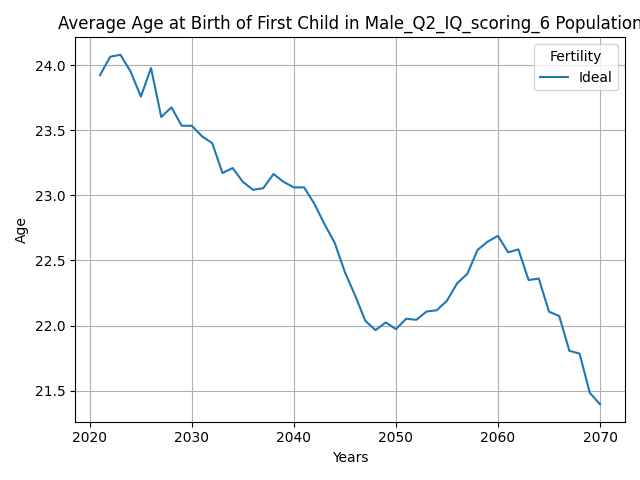 Average Age at Birth of First Child in Male_Q2_IQ_scoring_6 Population
Fertility
Ideal
24.0
23.5
23.0
22.5
22.0
21.5
Age
2020 2030 2040 2050 2060 2070
Years